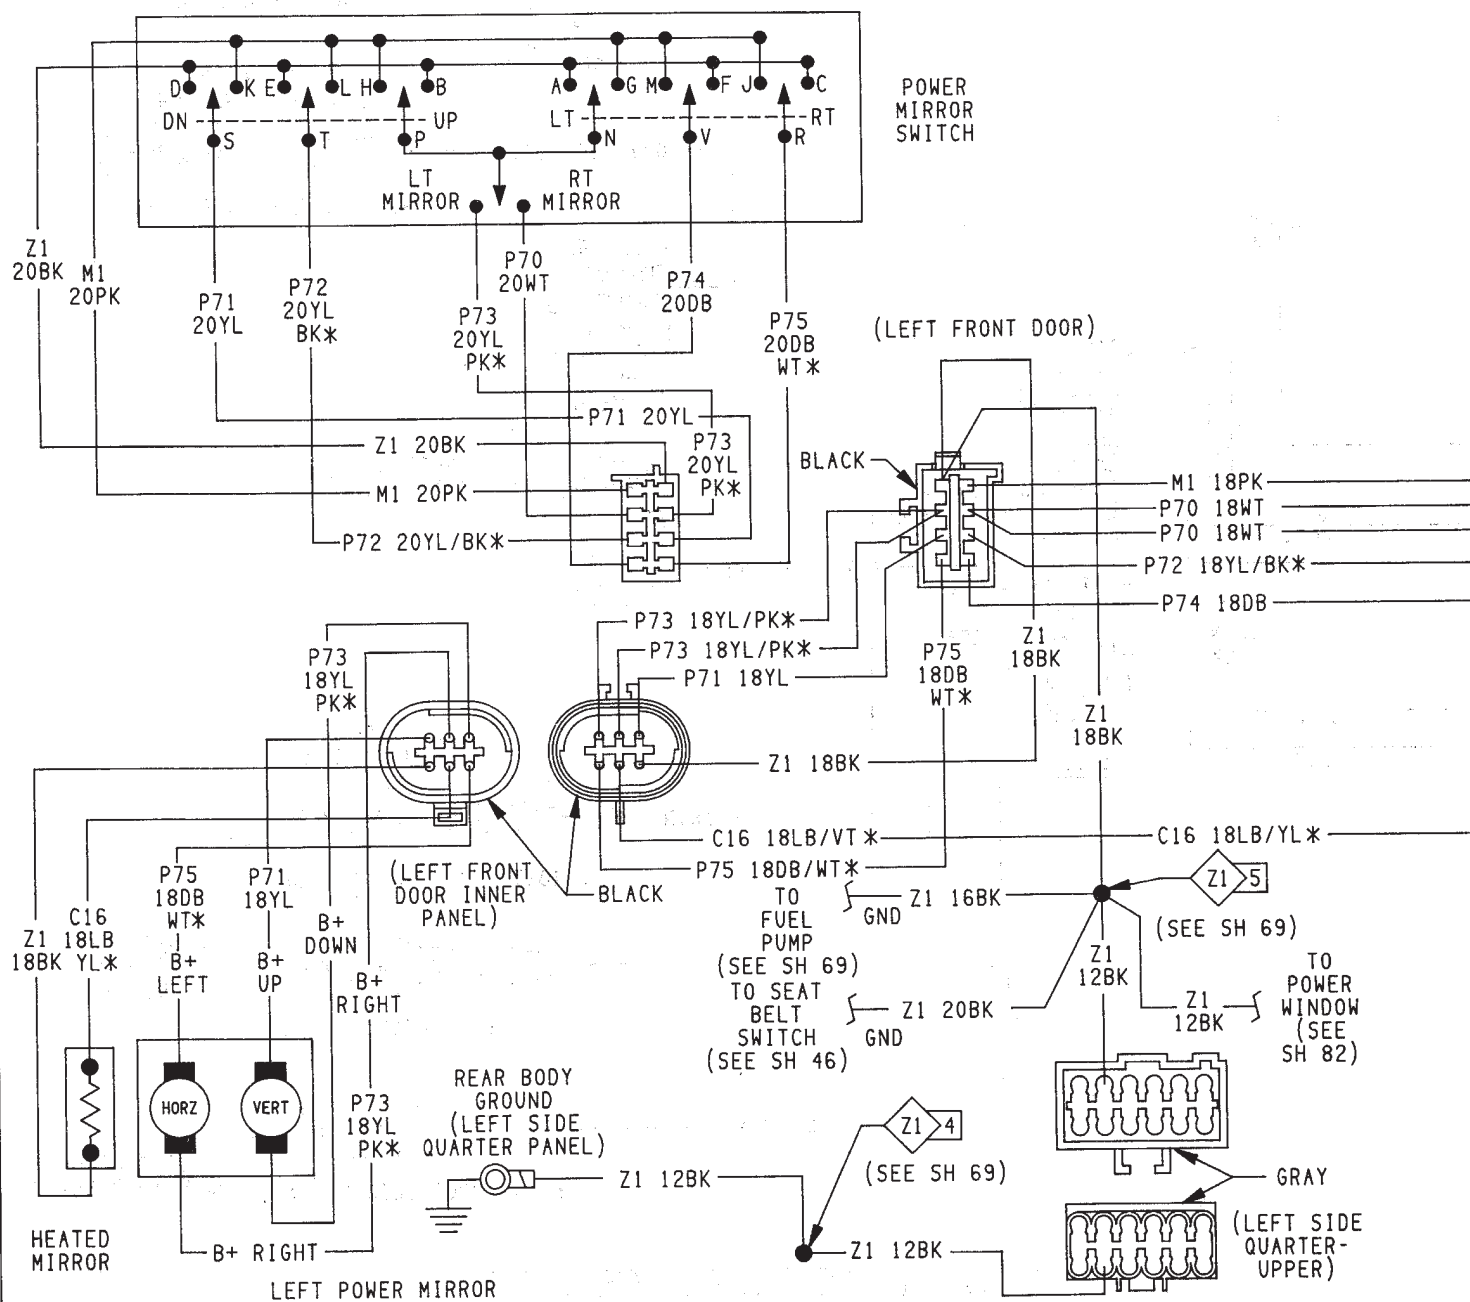 D K E L H B A G M F J C
DN UP LT RT
S T P N V R
POWER
MIRROR
SWITCH
LT
MIRROR
RT
MIRROR
Z1
20BK
M1
20PK
P71
20YL
P72
20YL
BK*
P73
20YL
PK*
P70
20WT
P74
20DB
P75
20DB
WT*
(LEFT FRONT DOOR)
P71 20YL
Z1 20BK
P73
20YL
PK*
M1 20PK
P72 20YL/BK*
BLACK
M1 18PK
P70 18WT
P70 18WT
P72 18YL/BK*
P74 18DB
P73 18YL/PK*
P73 18YL/PK*
P71 18YL
P75
18DB
WT*
Z1
18BK
Z1
18BK
P73
18YL
PK*
Z1 18BK
C16 18LB/VT*
C16 18LB/YL*
P75 18DB/WT*
(LEFT FRONT
DOOR INNER
PANEL)
BLACK
TO
FUEL
PUMP
(SEE SH 69)
GND
Z1 16BK
Z1 5
(SEE SH 69)
TO SEAT
BELT
SWITCH
(SEE SH 46)
GND
Z1 20BK
Z1
12BK
Z1
12BK
TO
POWER
WINDOW
(SEE
SH 82)
Z1
18BK
C16
18LB
YL*
P75
18DB
WT*
P71
18YL
B+
LEFT
B+
UP
B+
DOWN
B+
RIGHT
HORZ
VERT
P73
18YL
PK*
REAR BODY
GROUND
(LEFT SIDE
QUARTER PANEL)
Z1 12BK
Z1 4
(SEE SH 69)
GRAY
(LEFT SIDE
QUARTER-
UPPER)
HEATED
MIRROR
B+ RIGHT
Z1 12BK
LEFT POWER MIRROR